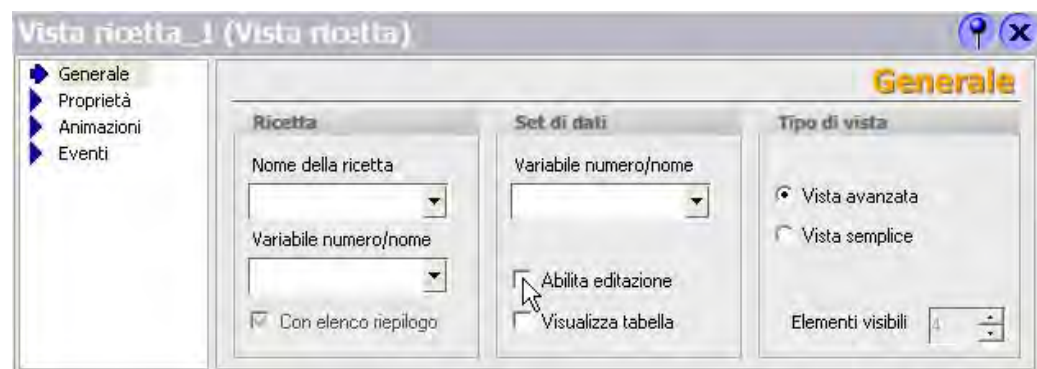 Vista ricetta_1 (Vista ricetta)
Generale
Proprietà
Animazioni
Eventi
Generale
Ricetta
Nome della ricetta
Variabile numero/nome
Con elenco riepilogo
Set di dati
Variabile numero/nome
Abilita editazione
Visualizza tabella
Tipo di vista
Vista avanzata
Vista semplice
Elementi visibili 4